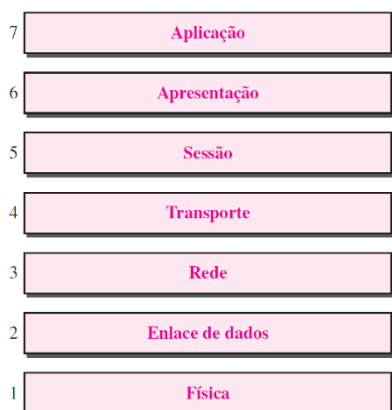 7 Aplicação
6 Apresentação
5 Sessão
4 Transporte
3 Rede
2 Enlace de dados
1 Física